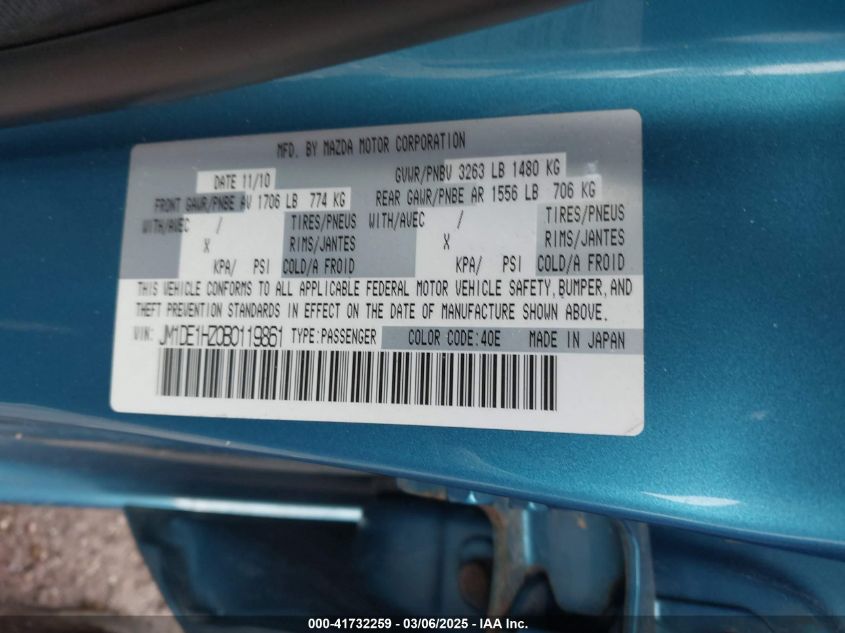 MFD. BY MAZDA MOTOR CORPORATION
DATE 11/10 GVWR/PNBV 3263 LB 1480 KG
FRONT GAWR/PNBE AV 1706 LB 774 KG REAR GAWR/PNBE AR 1556 LB 706 KG
WITH/AVEC / TIRES/PNEUS WITH/AVEC / TIRES/PNEUS
X RIMS/JANTES X RIMS/JANTES
KPA/ PSI COLD/A FROID KPA/ PSI COLD/A FROID
THIS VEHICLE CONFORMS TO ALL APPLICABLE FEDERAL MOTOR VEHICLE SAFETY, BUMPER, AND
THEFT PREVENTION STANDARDS IN EFFECT ON THE DATE OF MANUFACTURE SHOWN ABOVE.
VIN: JM1DE1HZ0B0119861 TYPE:PASSENGER COLOR CODE:40E MADE IN JAPAN
000-41732259 - 03/06/2025 - IAA Inc.